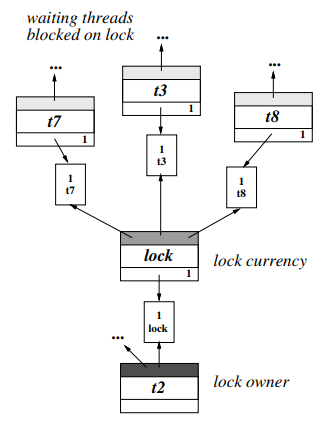 waiting threads
blocked on lock
...
...
...
t3
1
t7
1
t8
1
1
t3
1
t7
1
t8
lock
1
lock currency
1
lock
...
t2
lock owner